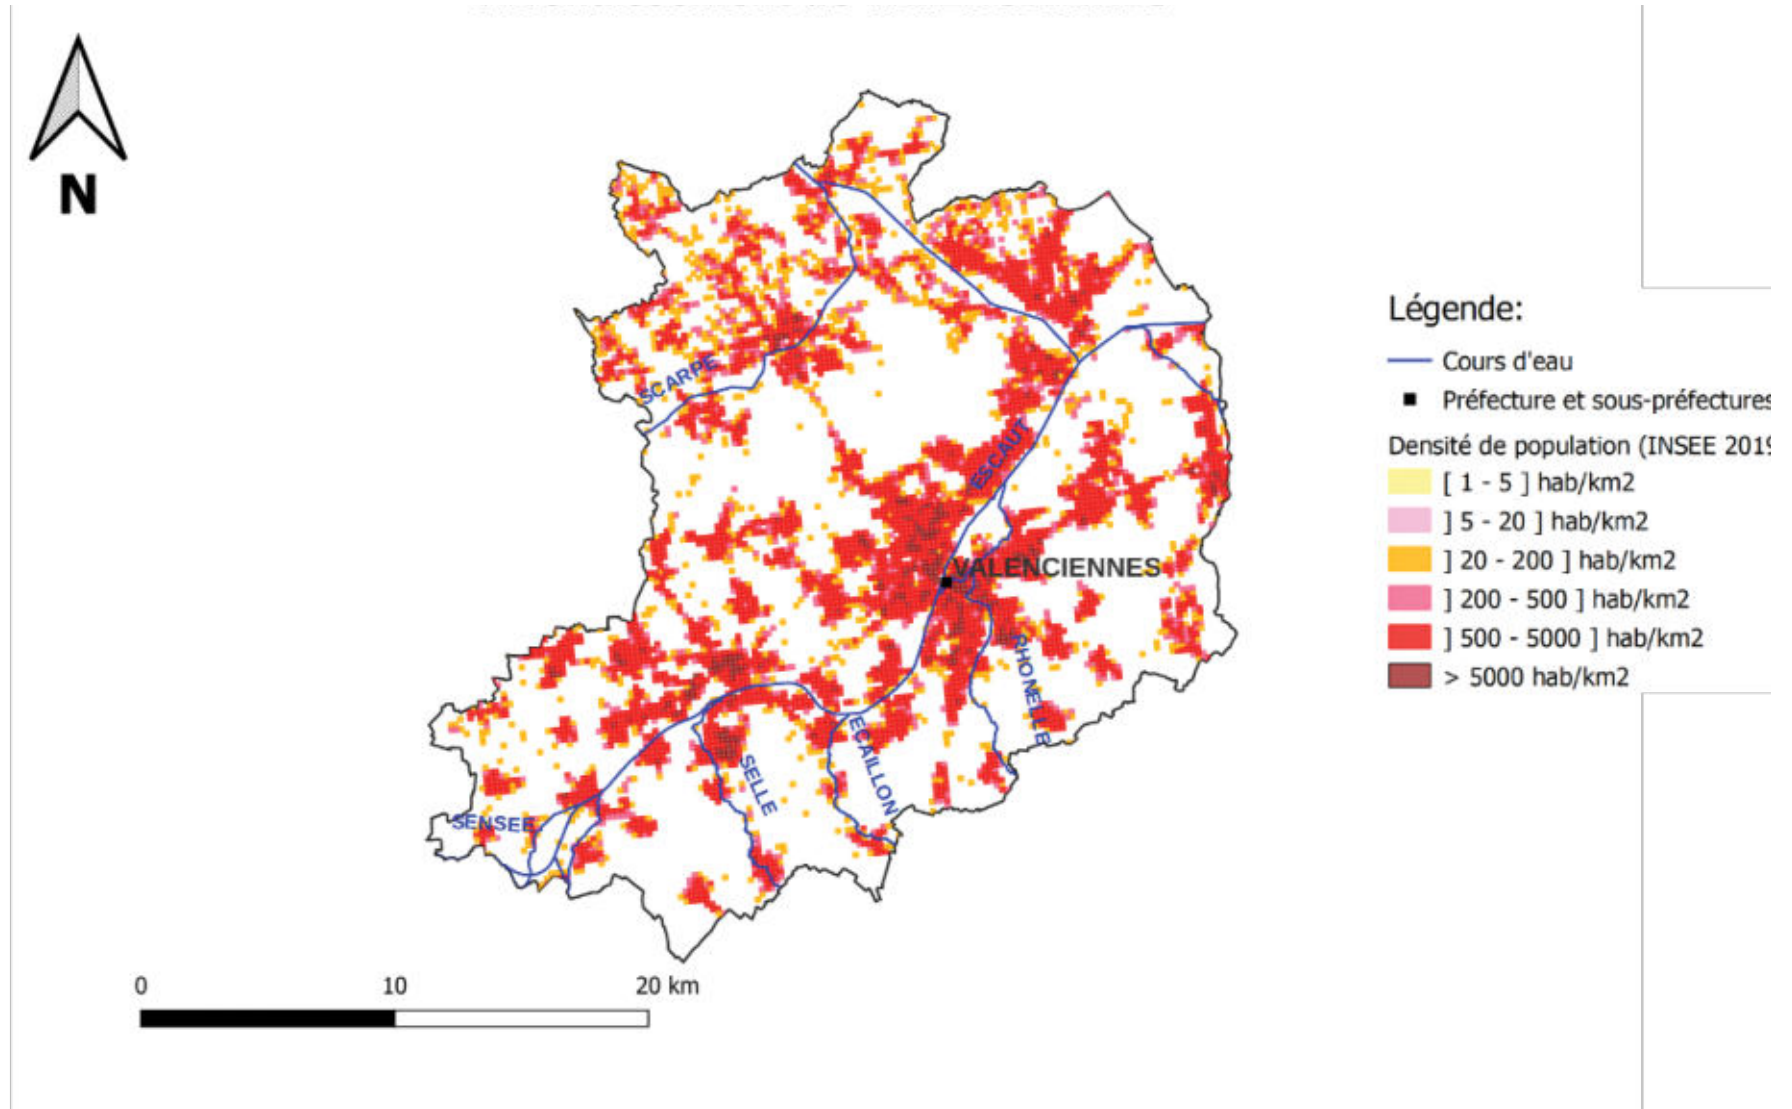 N
Légende:
Cours d'eau
Préfecture et sous-préfectures
Densité de population (INSEE 2019
[ 1 - 5 ] hab/km2
] 5 - 20 ] hab/km2
] 20 - 200 ] hab/km2
] 200 - 500 ] hab/km2
] 500 - 5000 ] hab/km2
> 5000 hab/km2
SCARPE
ESCAUT
VALENCIENNES
RHONELLE
ECAILLON
SELLE
SENSEE
0 10 20 km